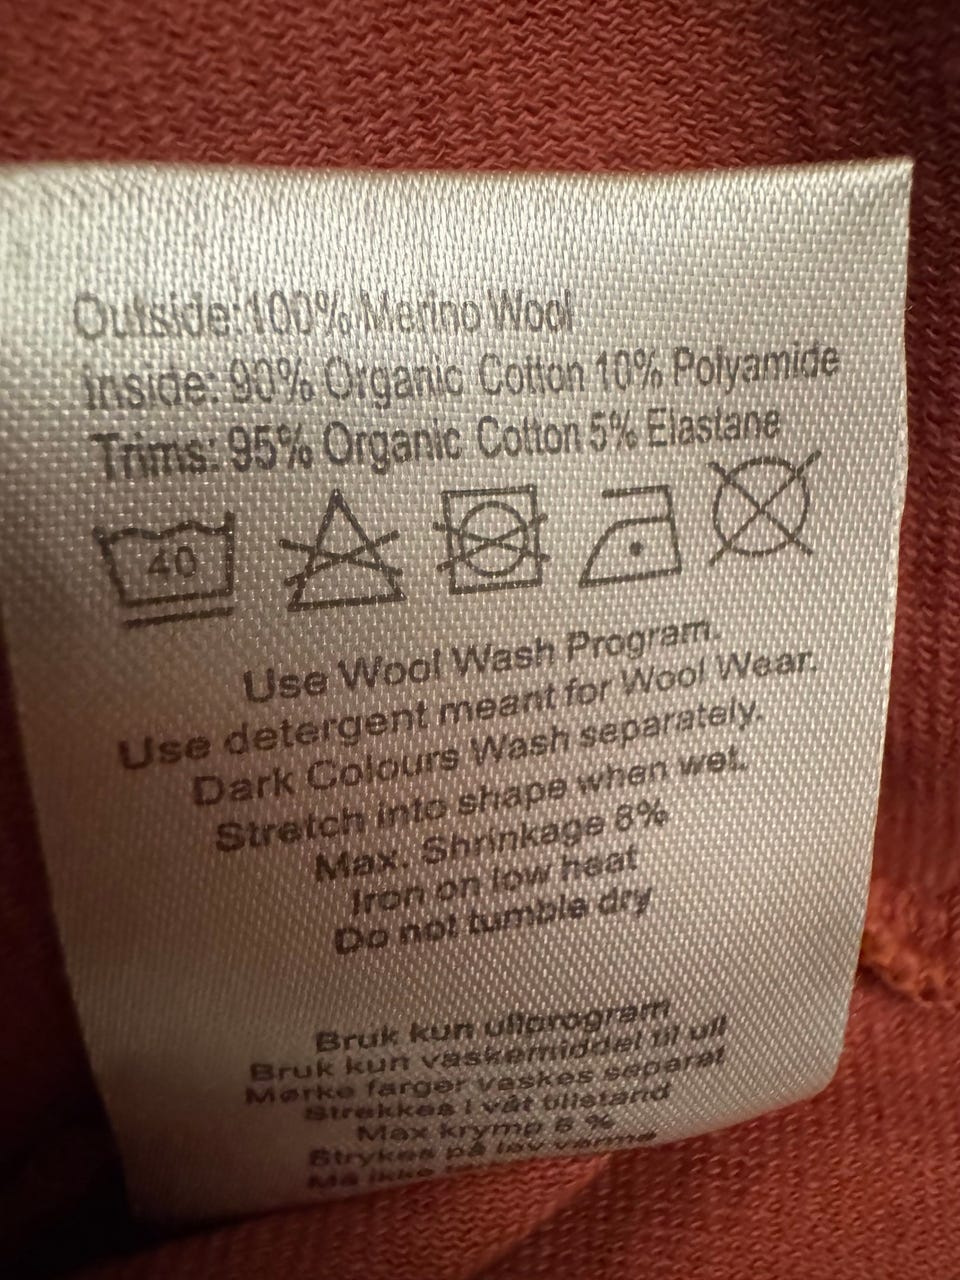 Outside:100% Merino Wool
Inside: 90% Organic Cotton 10% Polyamide
Trims: 95% Organic Cotton 5% Elastane
40
Use Wool Wash Program.
Use detergent meant for Wool Wear.
Dark Colours Wash separately.
Stretch into shape when wet.
Max. Shrinkage 8%
Iron on low heat
Do not tumble dry
Bruk kun ullprogram
Bruk kun vaskemiddel til ull
Mørke farger vaskes separat
Strekkes i våt tilstand
Max krymp %
Strykes på lav varme
Må ikke